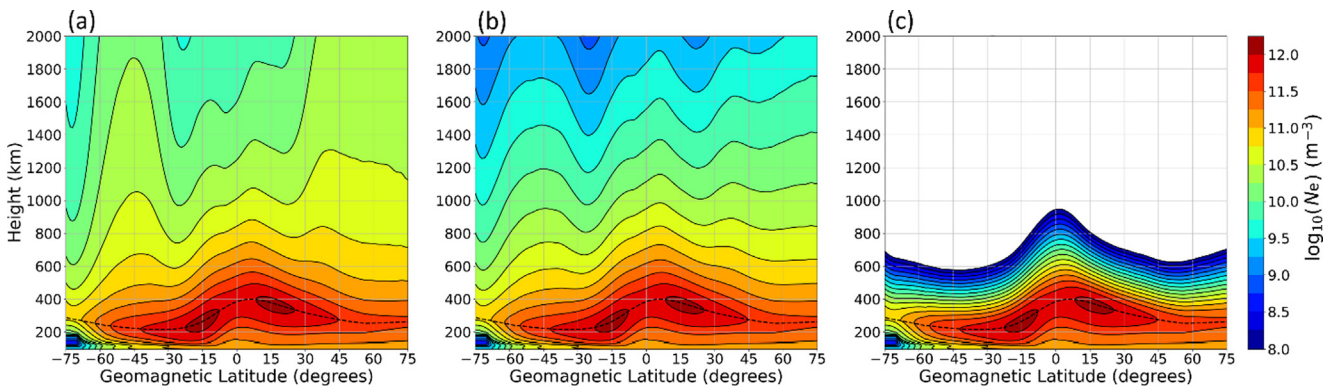 (a) (b) (c)
2000 2000 2000 12.0
1800 1800 1800 11.5
1600 1600 1600 11.0
1400 1400 1400 10.5
1200 1200 1200 10.0
1000 1000 1000 9.5
800 800 800 9.0
600 600 600 8.5
400 400 400 8.0
200 200 200
Height (km)
log₁₀(Ne) (m⁻³)
−75 −60 −45 −30 −15 0 15 30 45 60 75 −75 −60 −45 −30 −15 0 15 30 45 60 75 −75 −60 −45 −30 −15 0 15 30 45 60 75
Geomagnetic Latitude (degrees) Geomagnetic Latitude (degrees) Geomagnetic Latitude (degrees)